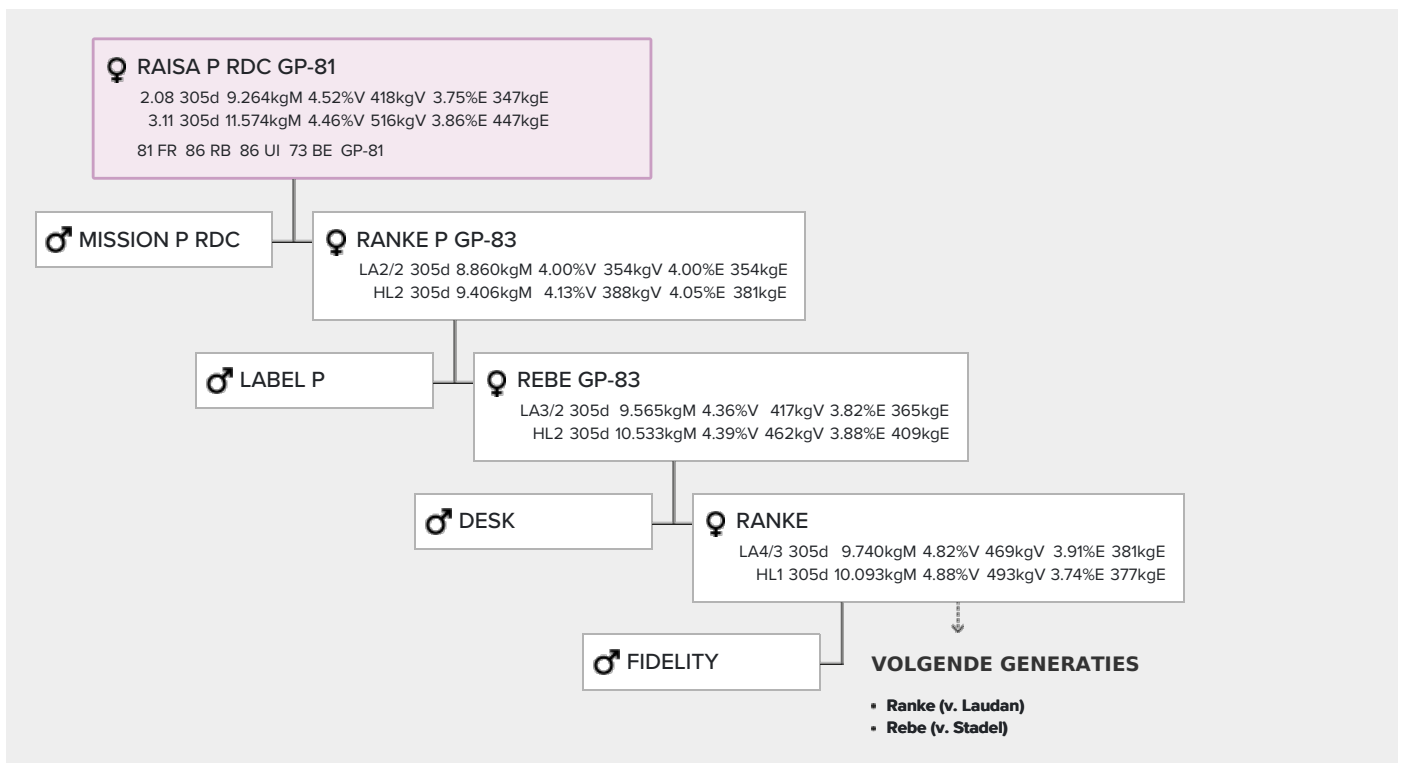 RAISA P RDC GP-81
2.08 305d 9.264kgM 4.52%V 418kgV 3.75%E 347kgE
3.11 305d 11.574kgM 4.46%V 516kgV 3.86%E 447kgE
81 FR 86 RB 86 UI 73 BE GP-81
MISSION P RDC
RANKE P GP-83
LA2/2 305d 8.860kgM 4.00%V 354kgV 4.00%E 354kgE
HL2 305d 9.406kgM 4.13%V 388kgV 4.05%E 381kgE
LABEL P
REBE GP-83
LA3/2 305d 9.565kgM 4.36%V 417kgV 3.82%E 365kgE
HL2 305d 10.533kgM 4.39%V 462kgV 3.88%E 409kgE
DESK
RANKE
LA4/3 305d 9.740kgM 4.82%V 469kgV 3.91%E 381kgE
HL1 305d 10.093kgM 4.88%V 493kgV 3.74%E 377kgE
FIDELITY
VOLGENDE GENERATIES
• Ranke (v. Laudan)
• Rebe (v. Stadel)